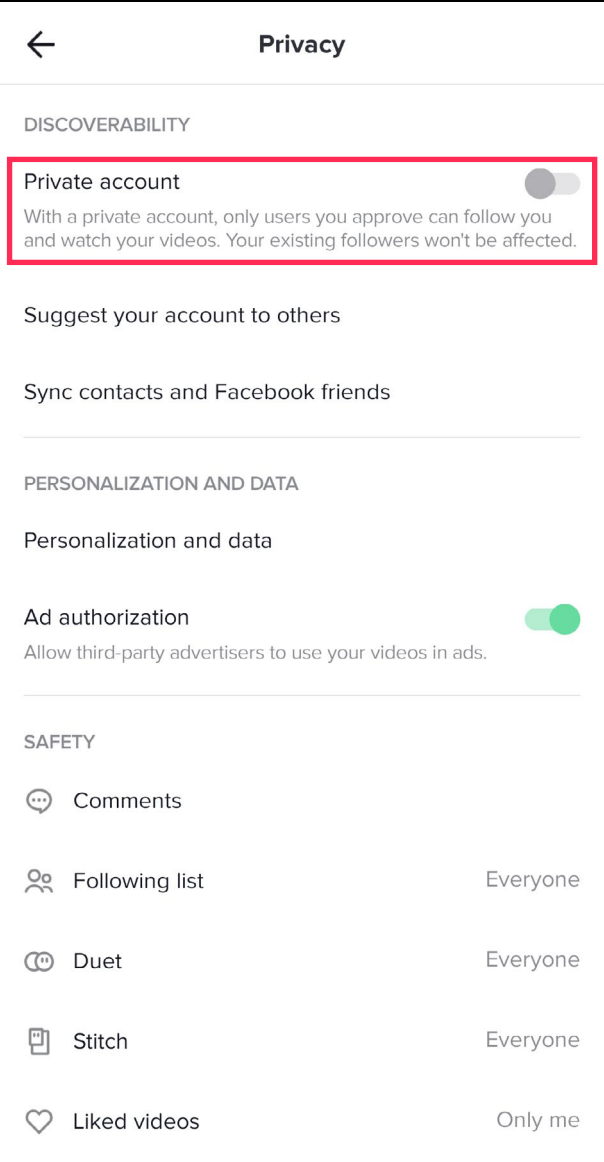 Privacy
DISCOVERABILITY
Private account
With a private account, only users you approve can follow you
and watch your videos. Your existing followers won't be affected.
Suggest your account to others
Sync contacts and Facebook friends
PERSONALIZATION AND DATA
Personalization and data
Ad authorization
Allow third-party advertisers to use your videos in ads.
SAFETY
Comments
Following list Everyone
Duet Everyone
Stitch Everyone
Liked videos Only me